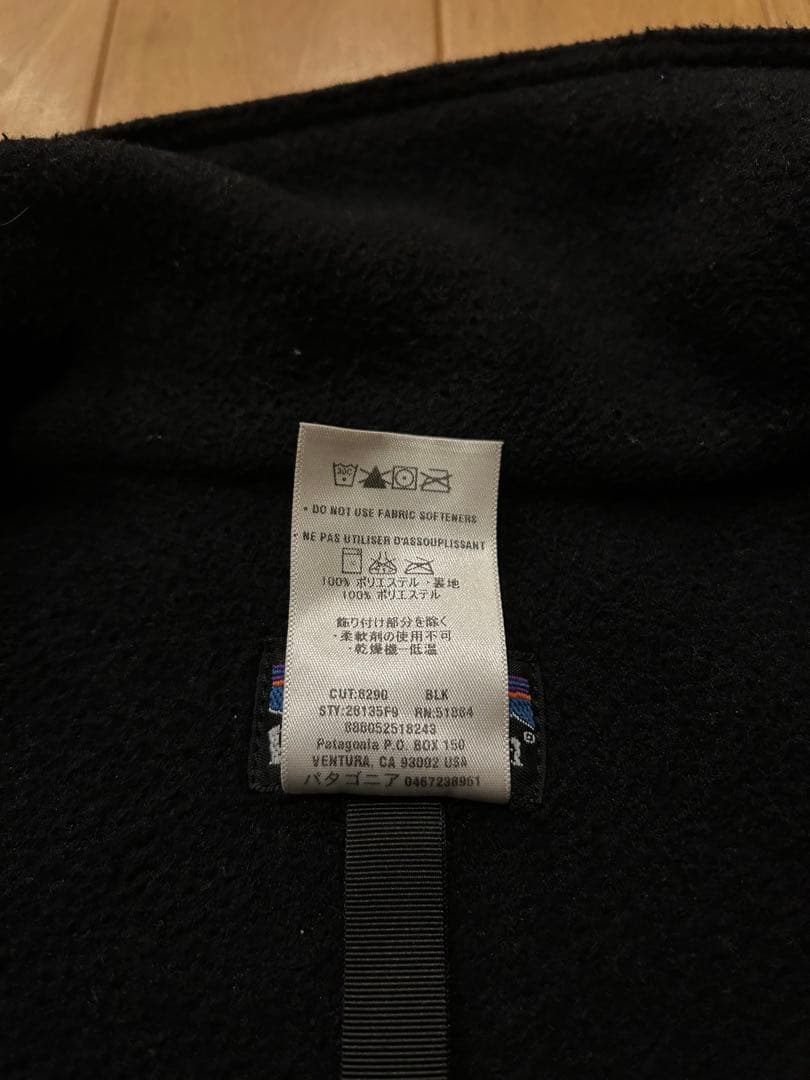 30C
• DO NOT USE FABRIC SOFTENERS
• NE PAS UTILISER D'ASSOUPLISSANT
100% ポリエステル・裏地
100% ポリエステル
飾り付け部分を除く
・柔軟剤の使用不可
・乾燥機ー低温
CUT:8290 BLK
STY:26135F9 RN:51884
686052518243
Patagonia P.O. BOX 150
VENTURA, CA 93002 USA
パタゴニア 0467238961